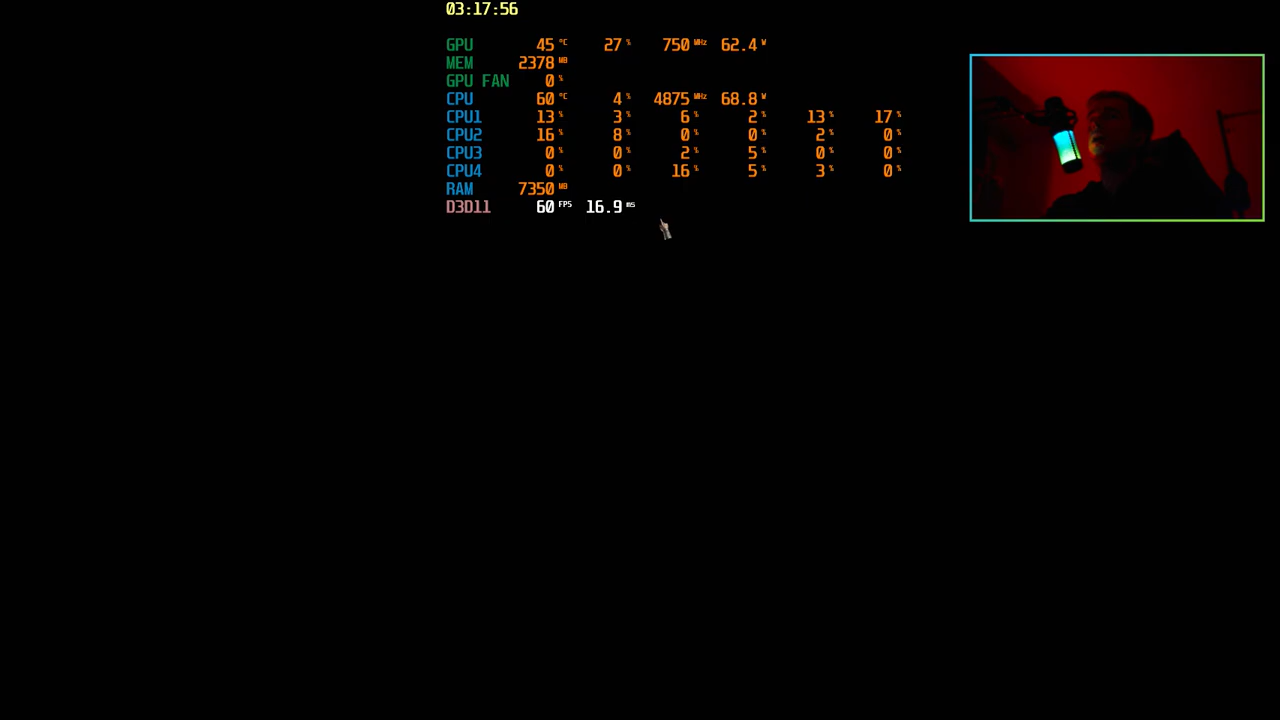 03:17:56
GPU 45 °C 27 % 750 MHz 62.4 W
MEM 2378 MB
GPU FAN 0 %
CPU 60 °C 4 % 4875 MHz 68.8 W
CPU1 13 % 3 % 6 % 2 % 13 % 17 %
CPU2 16 % 8 % 0 % 0 % 2 % 0 %
CPU3 0 % 0 % 2 % 5 % 0 % 0 %
CPU4 0 % 0 % 16 % 5 % 3 % 0 %
RAM 7350 MB
D3D11 60 FPS 16.9 ms